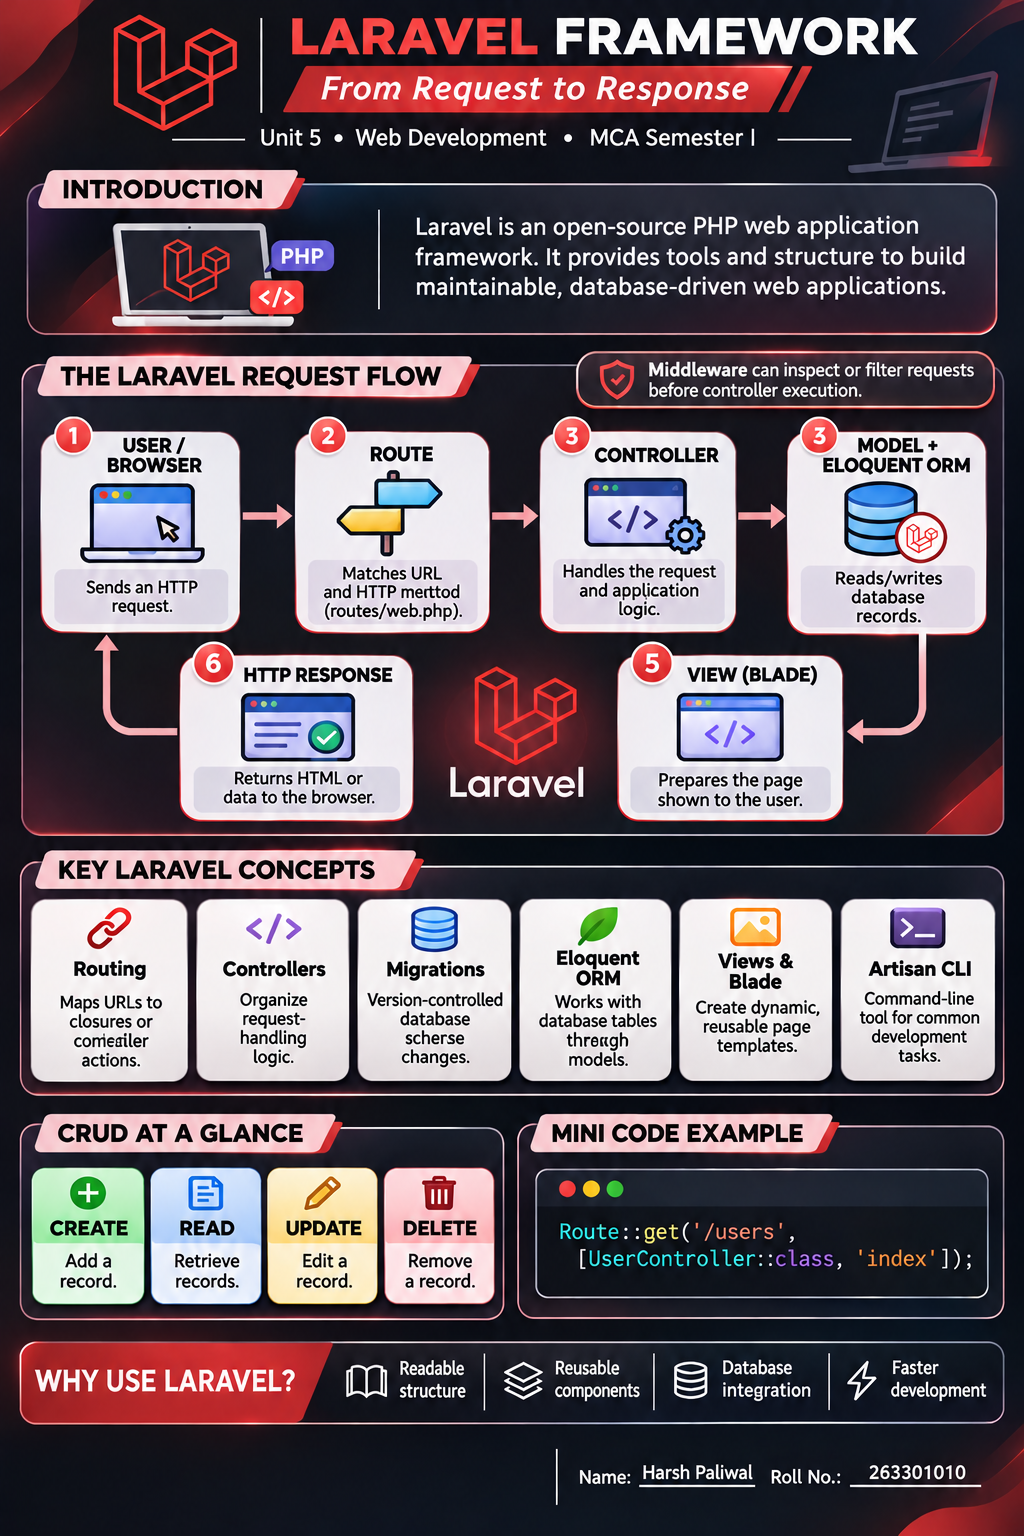 LARAVEL FRAMEWORK
From Request to Response
Unit 5 • Web Development • MCA Semester I
INTRODUCTION
PHP
</>
Laravel is an open-source PHP web application
framework. It provides tools and structure to build
maintainable, database-driven web applications.
THE LARAVEL REQUEST FLOW
Middleware can inspect or filter requests
before controller execution.
1
USER /
BROWSER
Sends an HTTP
request.
2
ROUTE
Matches URL
and HTTP mertod
(routes/web.php).
3
CONTROLLER
</>
Handles the request
and application
logic.
3
MODEL +
ELOQUENT ORM
Reads/writes
database
records.
6
HTTP RESPONSE
Returns HTML or
data to the browser.
Laravel
5
VIEW (BLADE)
</>
Prepares the page
shown to the user.
KEY LARAVEL CONCEPTS
Routing
Maps URLs to
closures or
actions.
</>
Controllers
Organize
request-
handling
logic.
Migrations
Version-controlled
database
scherse
changes.
Eloquent
ORM
Works with
database tables
through
models.
Views &
Blade
Create dynamic,
reusable page
templates.
>_
Artisan CLI
Command-line
tool for common
development
tasks.
CRUD AT A GLANCE
CREATE
Add a
record.
READ
Retrieve
records.
UPDATE
Edit a
record.
DELETE
Remove
a record.
MINI CODE EXAMPLE
Route::get('/users',
[UserController::class, 'index']);
WHY USE LARAVEL?
Readable
structure
Reusable
components
Database
integration
Faster
development
Name: Harsh Paliwal Roll No.: 263301010